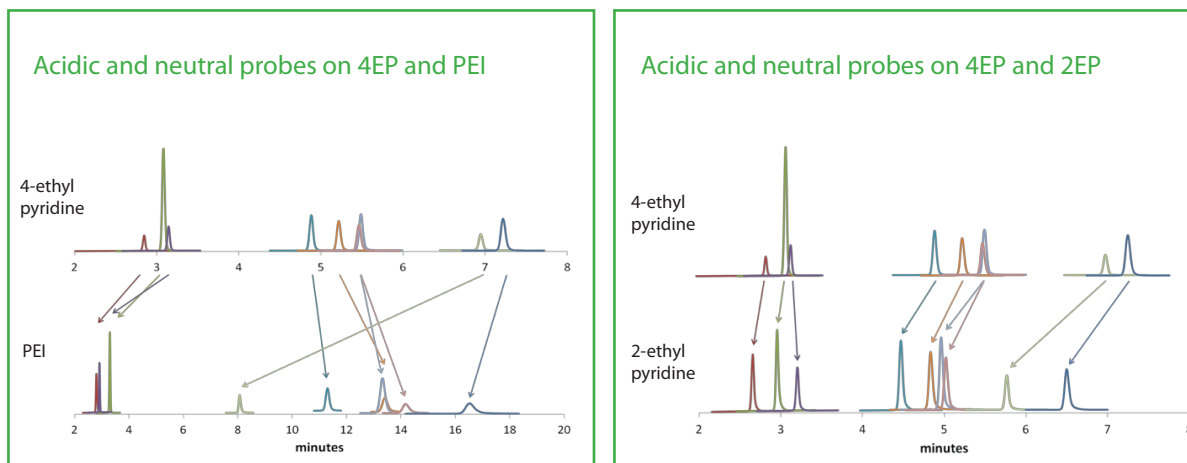 Acidic and neutral probes on 4EP and PEI
4-ethyl
pyridine
2 3 4 5 6 7 8
PEI
2 4 6 8 10 12 14 16 18 20
minutes
Acidic and neutral probes on 4EP and 2EP
4-ethyl
pyridine
2-ethyl
pyridine
2 3 4 5 6 7 8
minutes